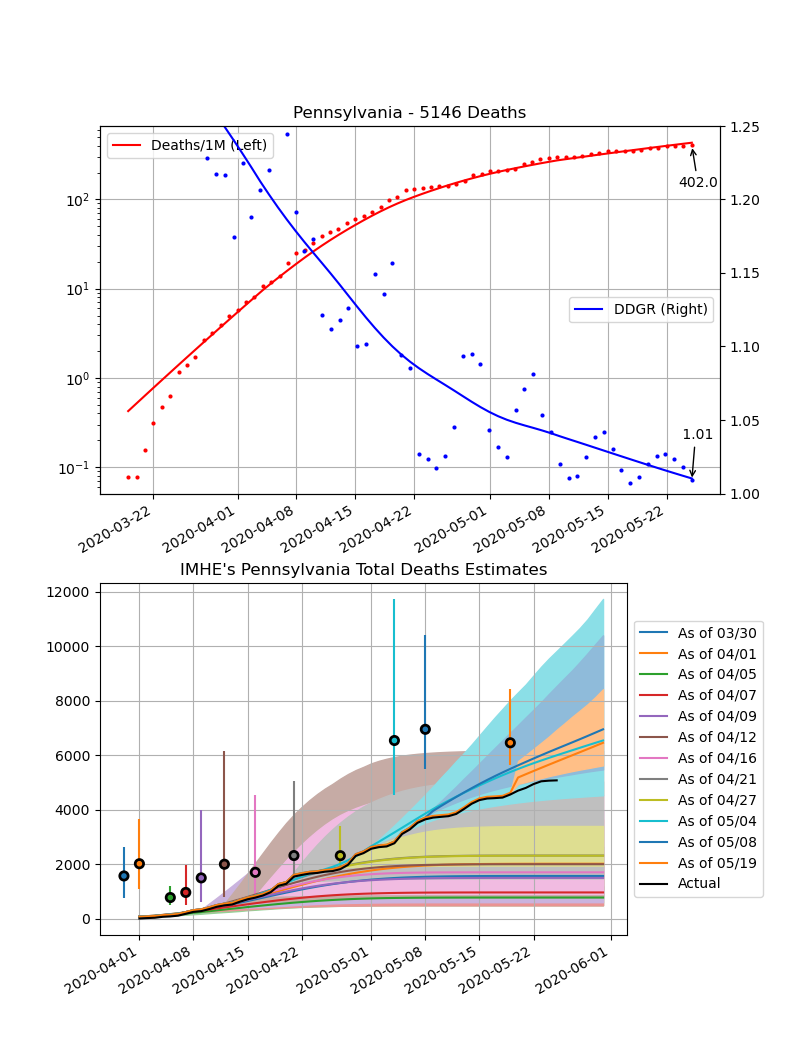 Pennsylvania - 5146 Deaths
Deaths/1M (Left)
DDGR (Right)
402.0
1.01
10²
10¹
10⁰
10⁻¹
1.25
1.20
1.15
1.10
1.05
1.00
2020-03-22
2020-04-01
2020-04-08
2020-04-15
2020-04-22
2020-05-01
2020-05-08
2020-05-15
2020-05-22
IMHE's Pennsylvania Total Deaths Estimates
12000
10000
8000
6000
4000
2000
0
2020-04-01
2020-04-08
2020-04-15
2020-04-22
2020-05-01
2020-05-08
2020-05-15
2020-05-22
2020-06-01
As of 03/30
As of 04/01
As of 04/05
As of 04/07
As of 04/09
As of 04/12
As of 04/16
As of 04/21
As of 04/27
As of 05/04
As of 05/08
As of 05/19
Actual